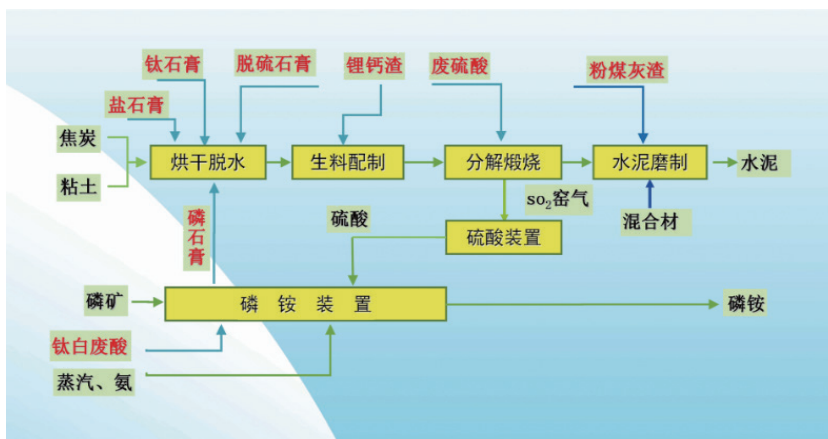 钛石膏
脱硫石膏
锂钙渣
废硫酸
粉煤灰渣
盐石膏
焦炭
粘土
烘干脱水
生料配制
分解煅烧
水泥磨制
水泥
磷石膏
硫酸
so₂窑气
混合材
硫酸装置
磷矿
磷铵装置
磷铵
钛白废酸
蒸汽、氨